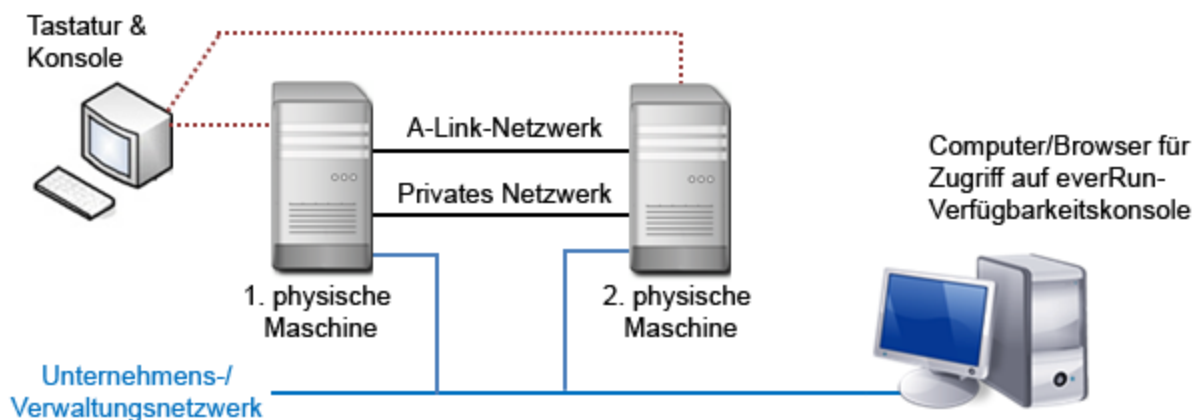 Tastatur &
Konsole
A-Link-Netzwerk
Privates Netzwerk
Computer/Browser für
Zugriff auf everRun-
Verfügbarkeitskonsole
1. physische
Maschine
2. physische
Maschine
Unternehmens-/
Verwaltungsnetzwerk